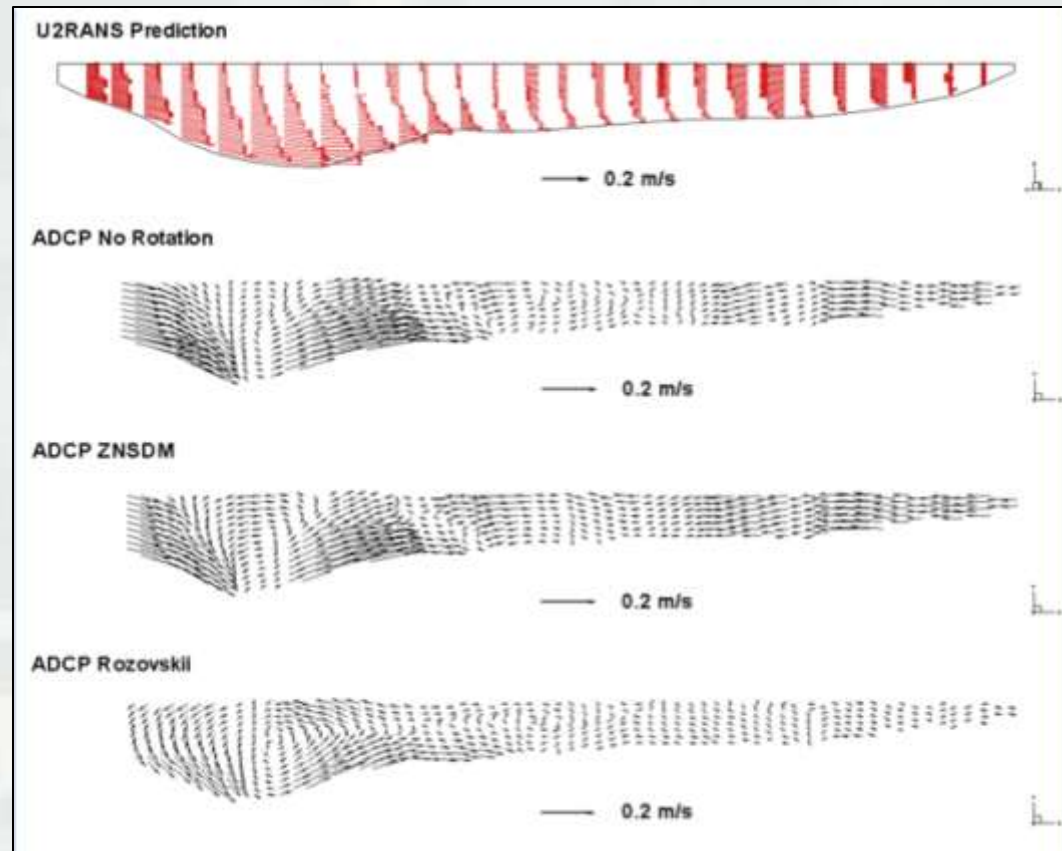 U2RANS Prediction
0.2 m/s
ADCP No Rotation
0.2 m/s
ADCP ZNSDM
0.2 m/s
ADCP Rozovskii
0.2 m/s